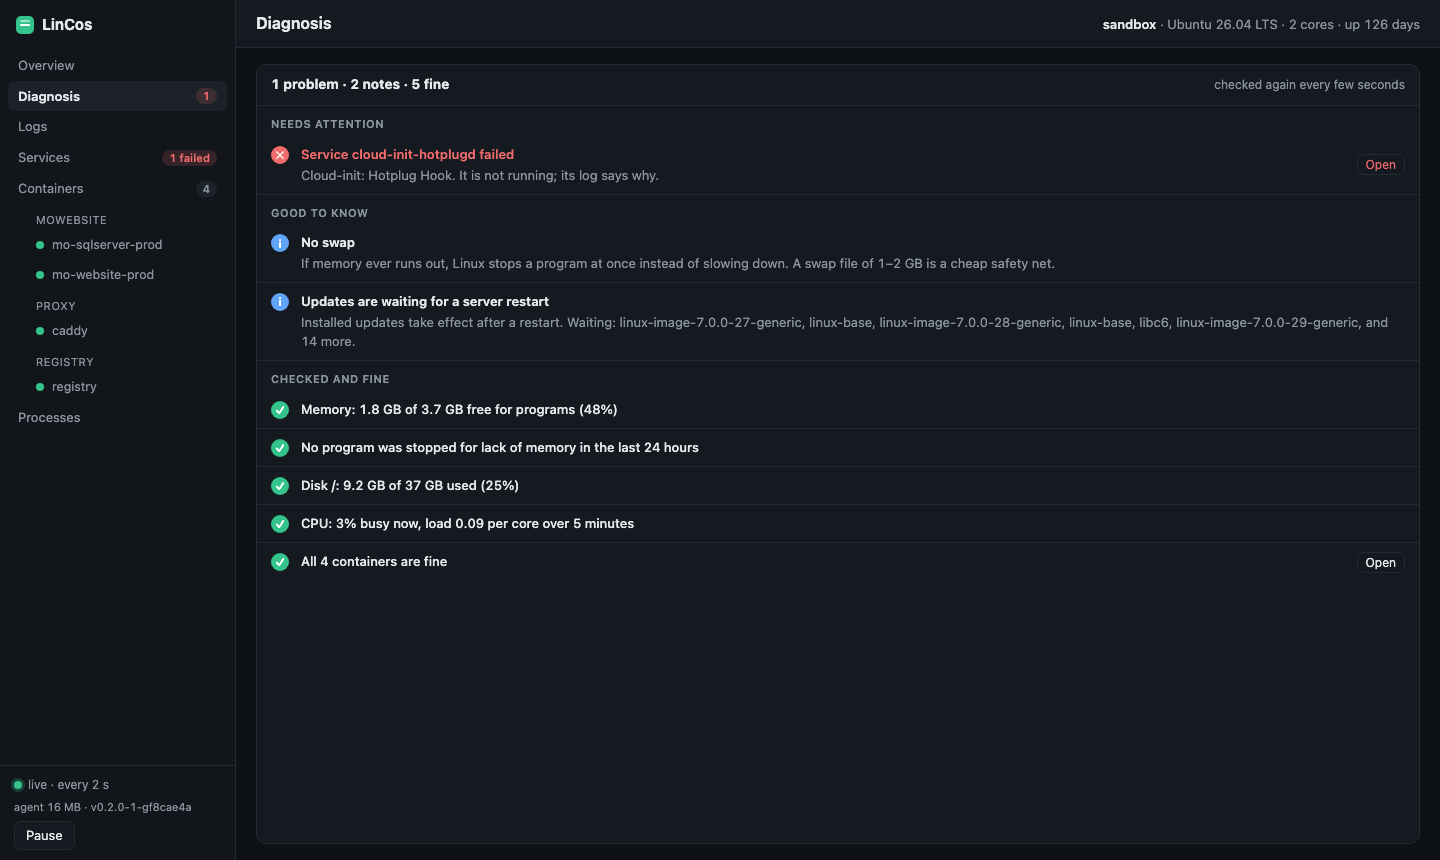 LinCos
Overview
Diagnosis 1
Logs
Services 1 failed
Containers 4
MOWEBSITE
mo-sqlserver-prod
mo-website-prod
PROXY
caddy
REGISTRY
registry
Processes
live · every 2 s
agent 16 MB · v0.2.0-1-gf8cae4a
Pause
Diagnosis
sandbox · Ubuntu 26.04 LTS · 2 cores · up 126 days
1 problem · 2 notes · 5 fine
checked again every few seconds
NEEDS ATTENTION
Service cloud-init-hotplugd failed
Cloud-init: Hotplug Hook. It is not running; its log says why.
Open
GOOD TO KNOW
No swap
If memory ever runs out, Linux stops a program at once instead of slowing down. A swap file of 1–2 GB is a cheap safety net.
Updates are waiting for a server restart
Installed updates take effect after a restart. Waiting: linux-image-7.0.0-27-generic, linux-base, linux-image-7.0.0-28-generic, linux-base, libc6, linux-image-7.0.0-29-generic, and
14 more.
CHECKED AND FINE
Memory: 1.8 GB of 3.7 GB free for programs (48%)
No program was stopped for lack of memory in the last 24 hours
Disk /: 9.2 GB of 37 GB used (25%)
CPU: 3% busy now, load 0.09 per core over 5 minutes
All 4 containers are fine
Open